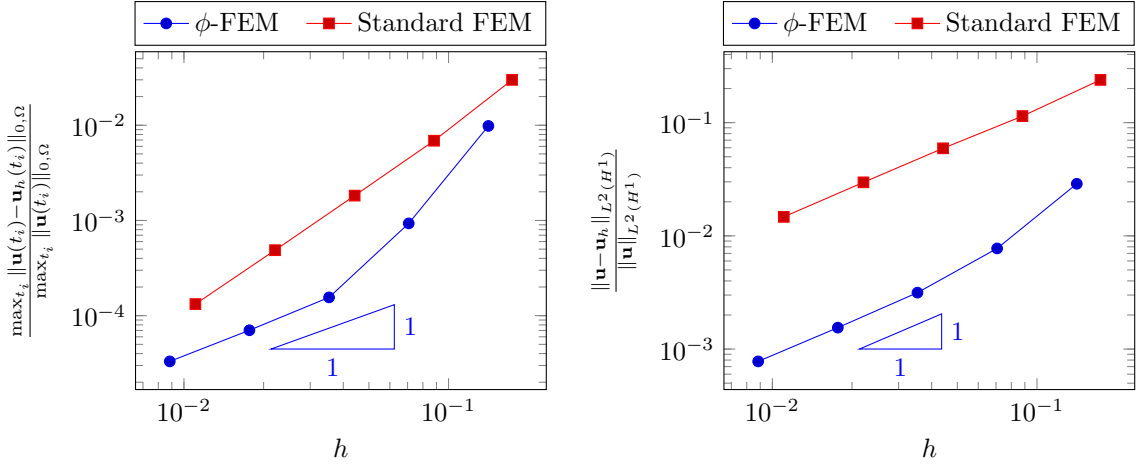 ϕ-FEM Standard FEM
max_{t_i} ‖u(t_i)−u_h(t_i)‖_{0,Ω}
max_{t_i} ‖u(t_i)‖_{0,Ω}
10^{−2}
10^{−3}
10^{−4}
1
1
10^{−2} 10^{−1}
h
ϕ-FEM Standard FEM
‖u−u_h‖_{L^2(H^1)}
‖u‖_{L^2(H^1)}
10^{−1}
10^{−2}
10^{−3}
1
1
10^{−2} 10^{−1}
h